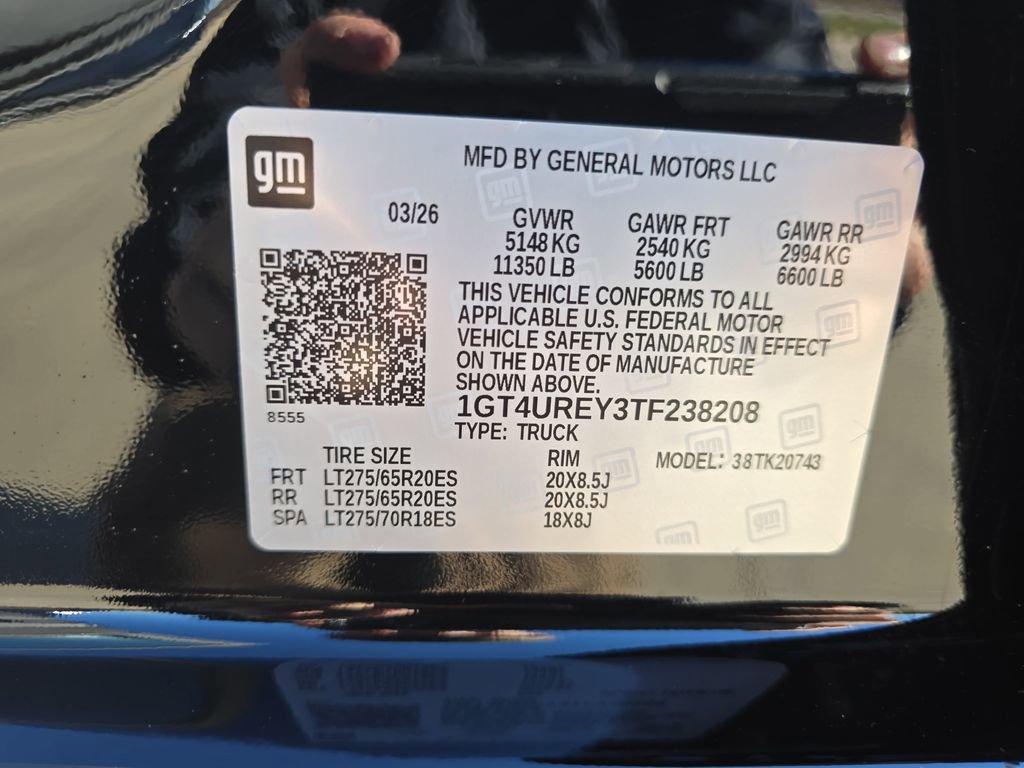 gm
MFD BY GENERAL MOTORS LLC
03/26
GVWR
5148 KG
11350 LB
GAWR FRT
2540 KG
5600 LB
GAWR RR
2994 KG
6600 LB
THIS VEHICLE CONFORMS TO ALL
APPLICABLE U.S. FEDERAL MOTOR
VEHICLE SAFETY STANDARDS IN EFFECT
ON THE DATE OF MANUFACTURE
SHOWN ABOVE.
8555
1GT4UREY3TF238208
TYPE: TRUCK
MODEL: 38TK20743
TIRE SIZE RIM
FRT LT275/65R20ES 20X8.5J
RR LT275/65R20ES 20X8.5J
SPA LT275/70R18ES 18X8J